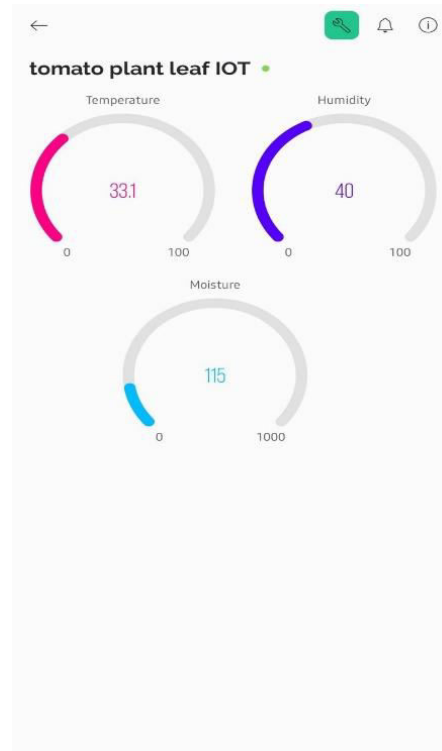 tomato plant leaf IOT
Temperature
Humidity
33.1
40
0 100
0 100
Moisture
115
0 1000